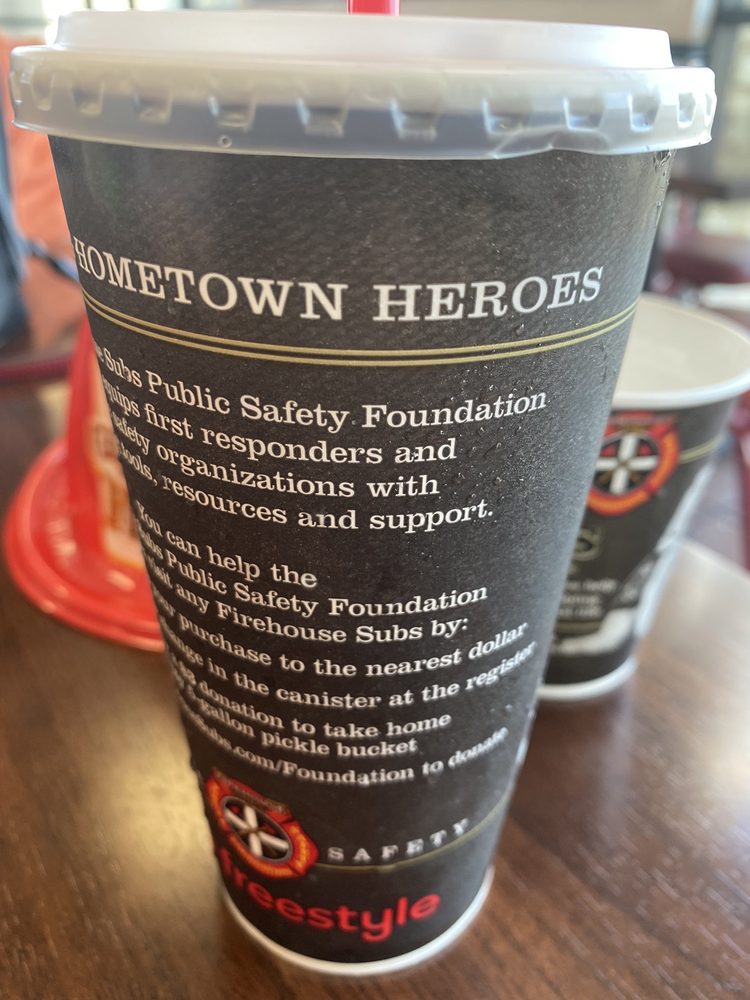 HOMETOWN HEROES
Subs Public Safety Foundation
first responders and
safety organizations with
resources and support.
You can help the
Public Safety Foundation
any Firehouse Subs by:
purchase to the nearest dollar
in the canister at the register
donation to take home
gallon pickle bucket
.com/Foundation to donate
SAFETY
freestyle